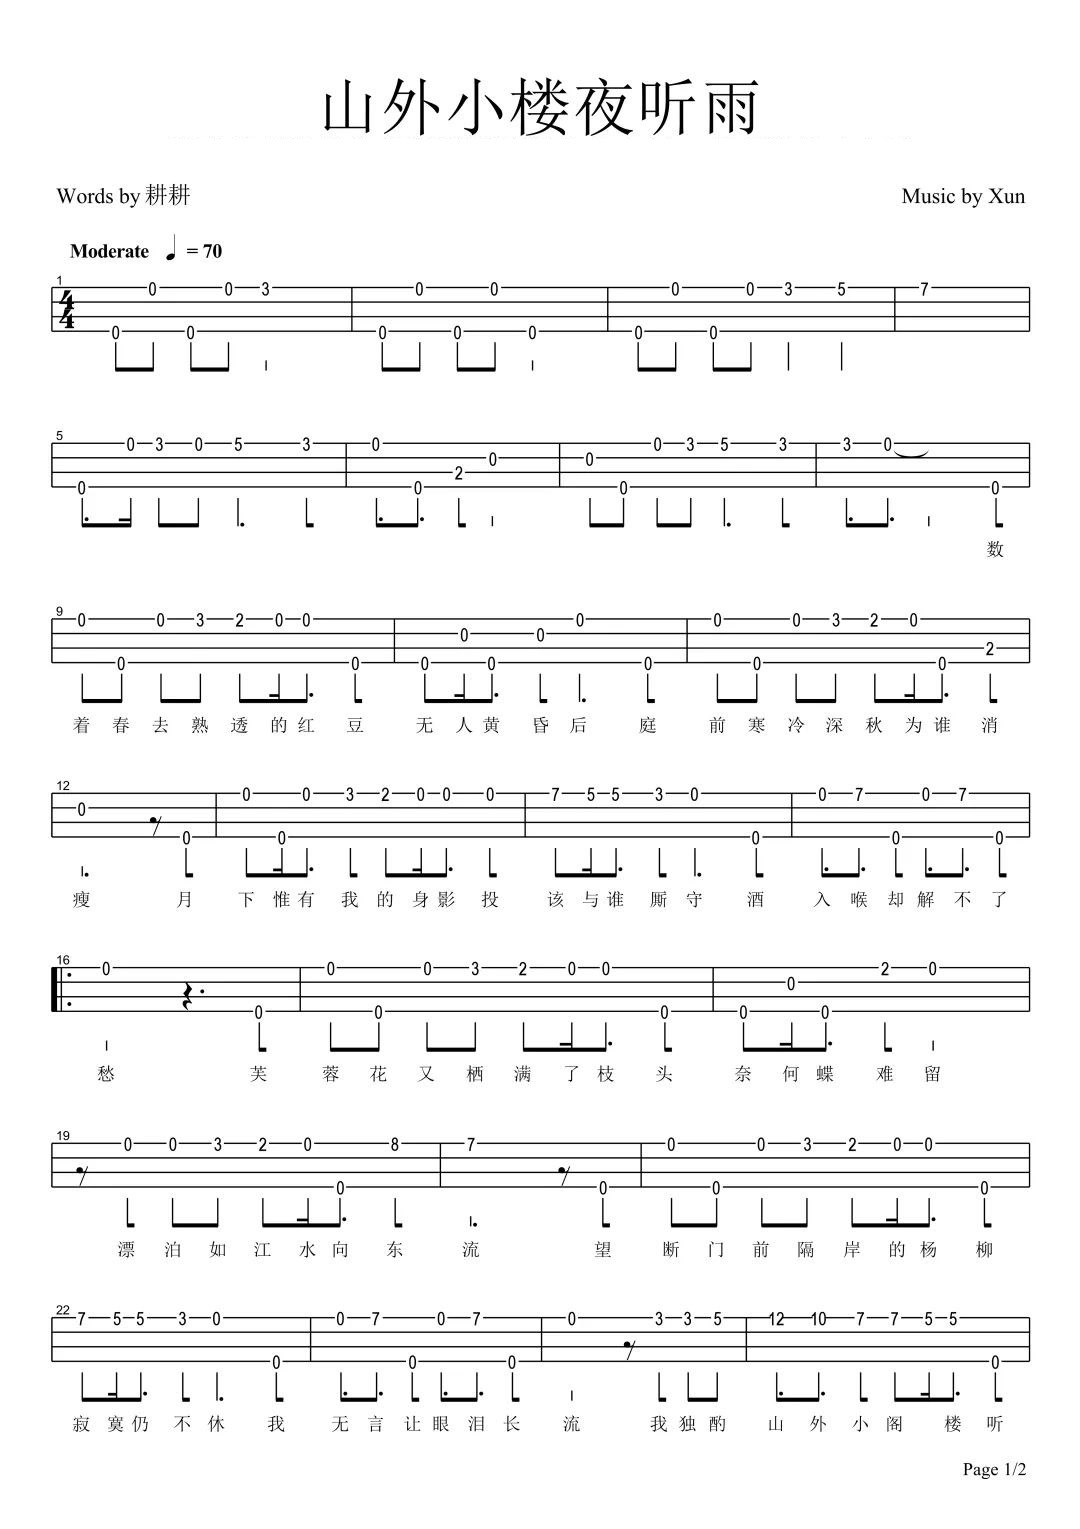 山外小楼夜听雨
Words by 耕耕
Music by Xun
Moderate ♩ = 70
1
4
4
0 0 3 0 0 0 3 5 7
0 0 0 0 0 0 0
5
0 3 0 5 3 0 0 3 5 3 3 0
0 0
2
0 0 0 0
数
9
0 0 3 2 0 0 0 0 0 3 2 0
0 0
2
0 0 0 0 0 0 0
着 春 去 熟 透 的 红 豆 无 人 黄 昏 后 庭 前 寒 冷 深 秋 为 谁 消
12
0 0 3 2 0 0 0 7 5 5 3 0 0 7 0 7
0
0 0 0 0 0
瘦 月 下 惟 有 我 的 身 影 投 该 与 谁 厮 守 酒 入 喉 却 解 不 了
16
0 0 0 3 2 0 0 2 0
0
0 0 0 0 0
愁 芙 蓉 花 又 栖 满 了 枝 头 奈 何 蝶 难 留
19
0 0 3 2 0 8 7 0 0 3 2 0 0
0 0 0 0
漂 泊 如 江 水 向 东 流 望 断 门 前 隔 岸 的 杨 柳
22
7 5 5 3 0 0 7 0 7 0 3 3 5 12 10 7 7 5 5
0 0 0 0
寂 寞 仍 不 休 我 无 言 让 眼 泪 长 流 我 独 酌 山 外 小 阁 楼 听
Page 1/2